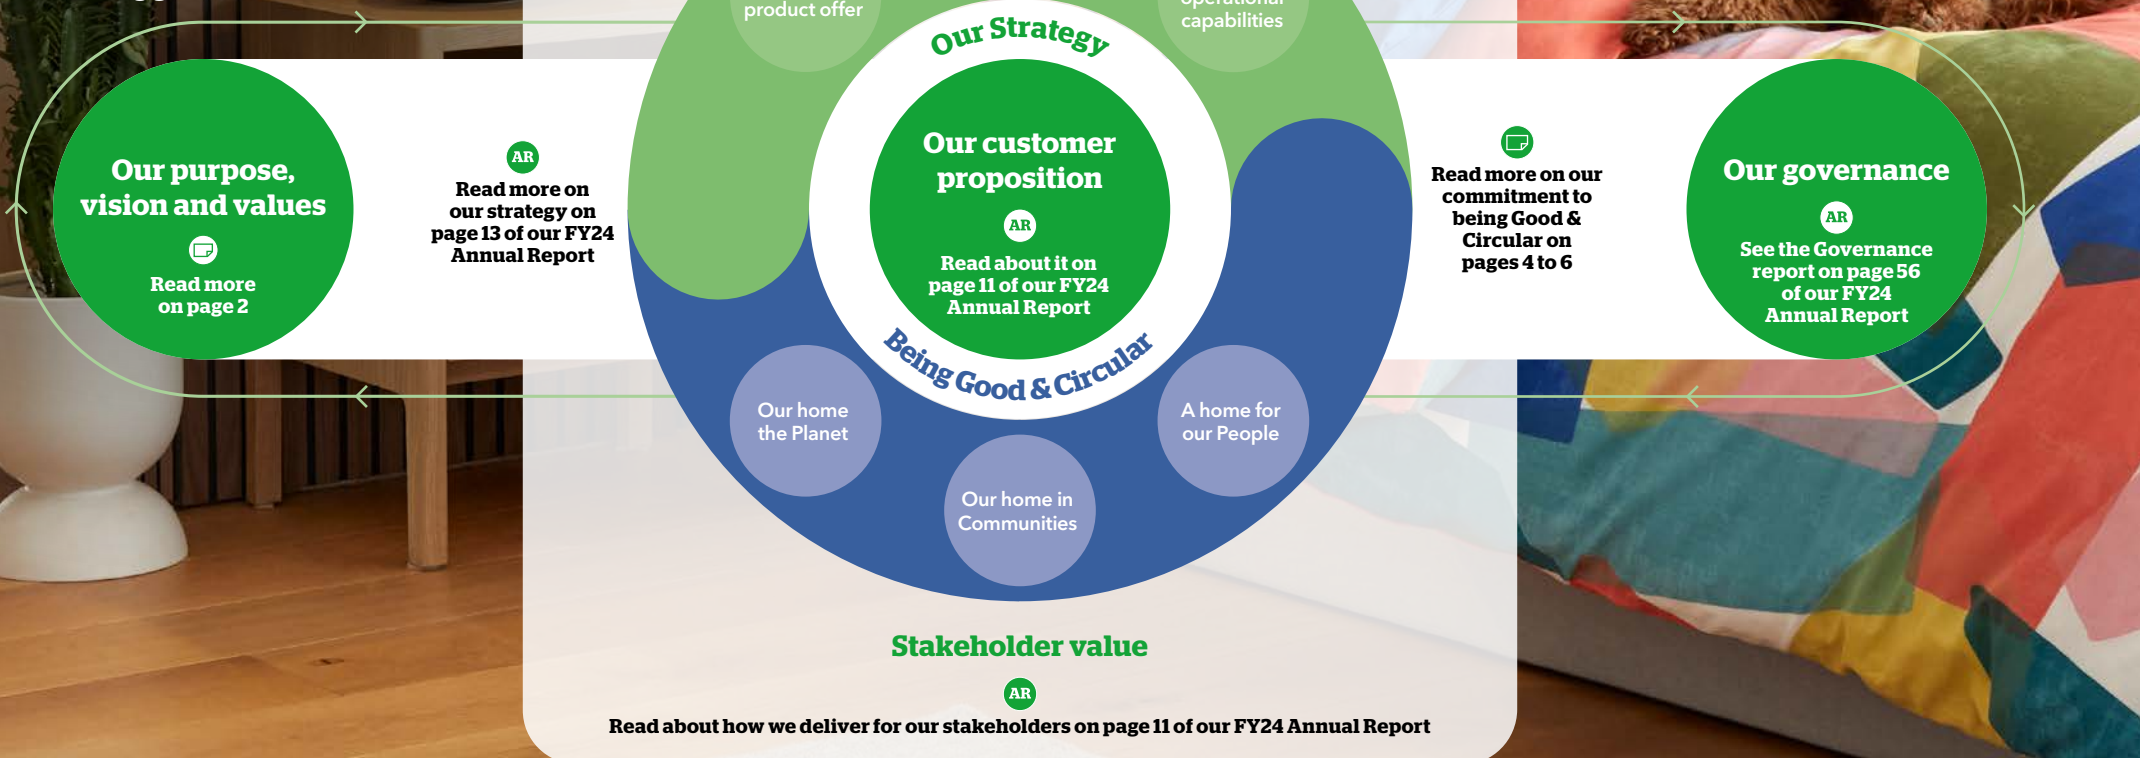 product offer
operational
capabilities
Our Strategy
Our purpose,
vision and values
Read more
on page 2
AR
Read more on
our strategy on
page 13 of our FY24
Annual Report
Our customer
proposition
AR
Read about it on
page 11 of our FY24
Annual Report
Read more on our
commitment to
being Good &
Circular on
pages 4 to 6
Our governance
AR
See the Governance
report on page 56
of our FY24
Annual Report
Being Good & Circular
Our home
the Planet
Our home in
Communities
A home for
our People
Stakeholder value
AR
Read about how we deliver for our stakeholders on page 11 of our FY24 Annual Report